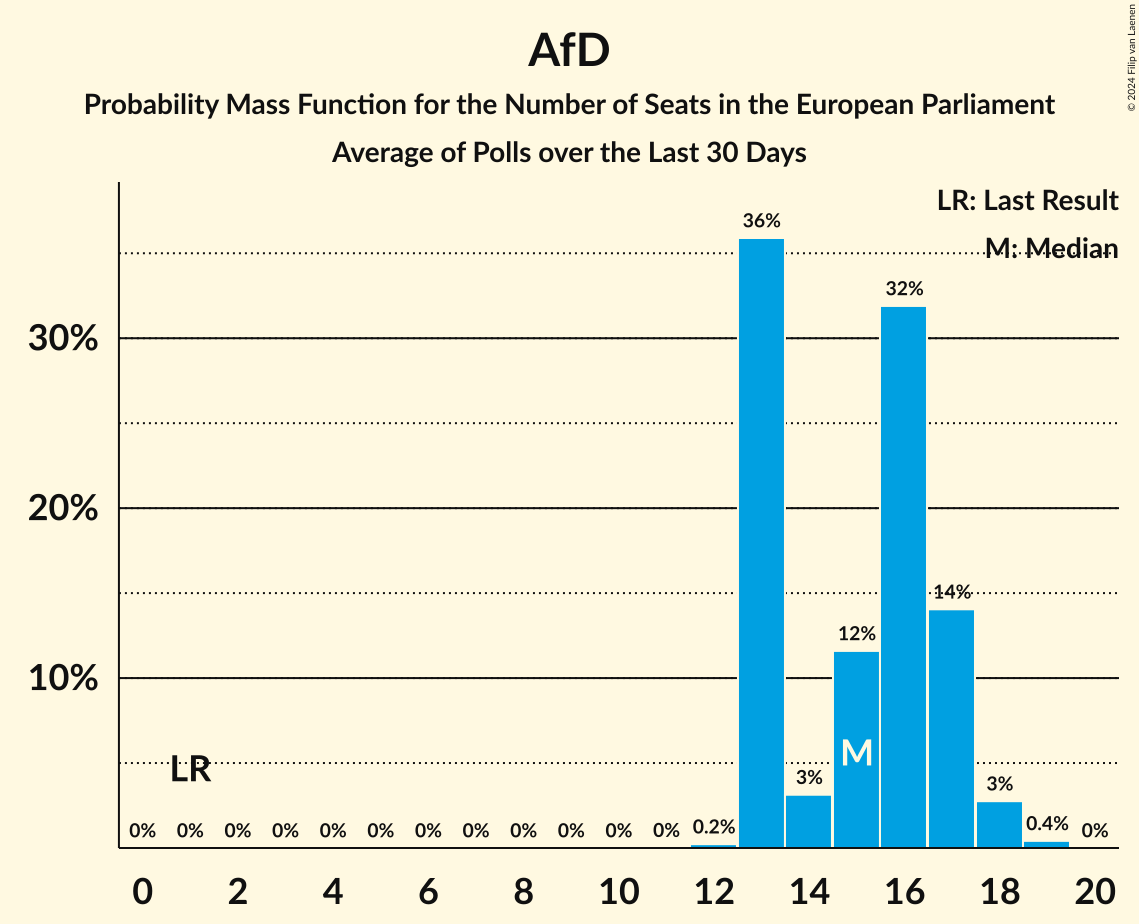 AfD
Probability Mass Function for the Number of Seats in the European Parliament
Average of Polls over the Last 30 Days
© 2024 Filip van Laenen
LR: Last Result
M: Median
36%
32%
30%
20%
14%
12%
10%
M
LR
3%
3%
0% 0% 0% 0% 0% 0% 0% 0% 0% 0% 0% 0% 0.2% 0.4% 0%
0 2 4 6 8 10 12 14 16 18 20